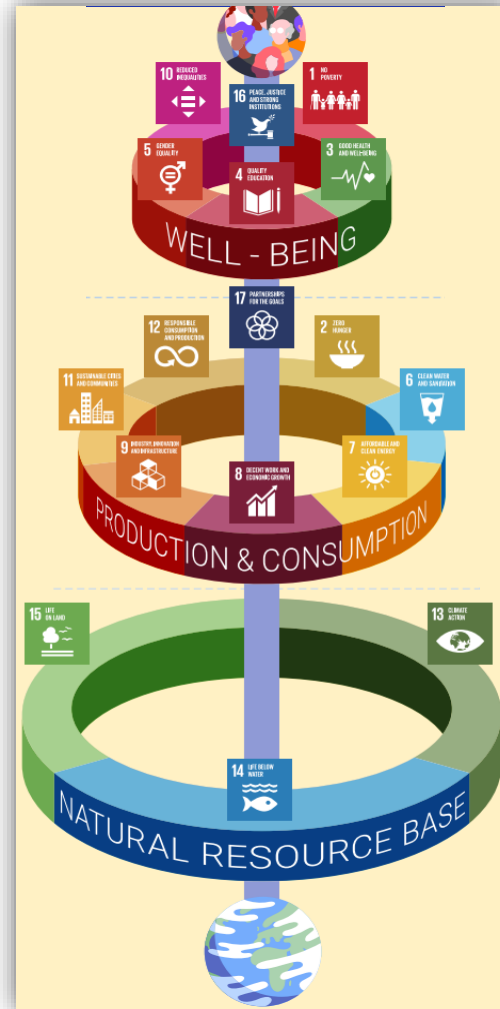 10 REDUCED
INEQUALITIES
1 NO
POVERTY
16 PEACE, JUSTICE
AND STRONG
INSTITUTIONS
5 GENDER
EQUALITY
4 QUALITY
EDUCATION
3 GOOD HEALTH
AND WELL-BEING
WELL - BEING
17 PARTNERSHIPS
FOR THE GOALS
12 RESPONSIBLE
CONSUMPTION
AND PRODUCTION
2 ZERO
HUNGER
11 SUSTAINABLE CITIES
AND COMMUNITIES
6 CLEAN WATER
AND SANITATION
9 INDUSTRY, INNOVATION
AND INFRASTRUCTURE
8 DECENT WORK AND
ECONOMIC GROWTH
7 AFFORDABLE AND
CLEAN ENERGY
PRODUCTION & CONSUMPTION
15 LIFE
ON LAND
13 CLIMATE
ACTION
14 LIFE BELOW
WATER
NATURAL RESOURCE BASE